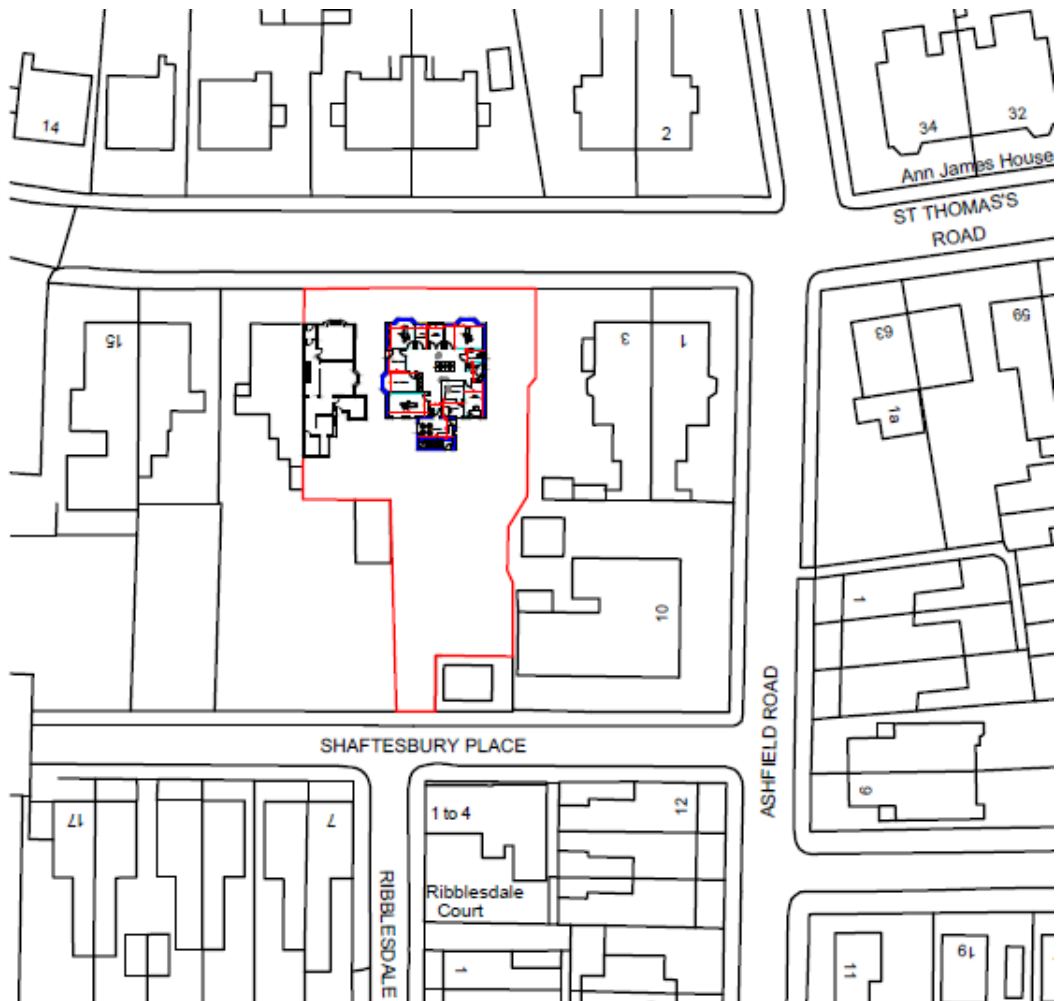 14
2
34
32
Ann James House
ST THOMAS'S
ROAD
15
3
1
63
59
1a
10
1
SHAFTESBURY PLACE
ASHFIELD ROAD
9
17
7
1 to 4
12
RIBBLESDALE
Ribblesdale
Court
1
11
19